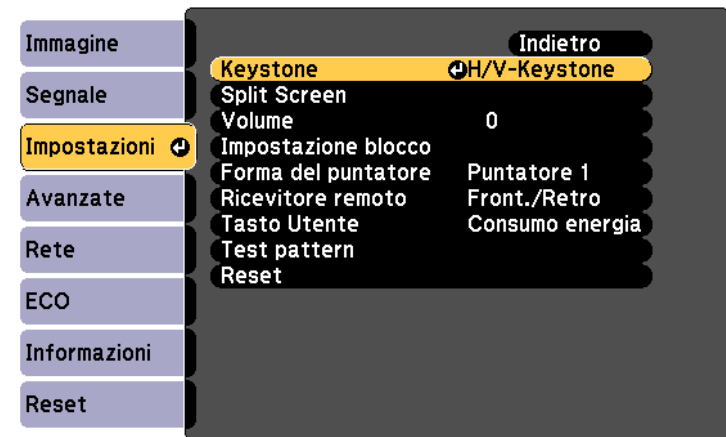 Immagine
Segnale
Impostazioni
Avanzate
Rete
ECO
Informazioni
Reset
Indietro
Keystone H/V-Keystone
Split Screen
Volume 0
Impostazione blocco
Forma del puntatore Puntatore 1
Ricevitore remoto Front./Retro
Tasto Utente Consumo energia
Test pattern
Reset